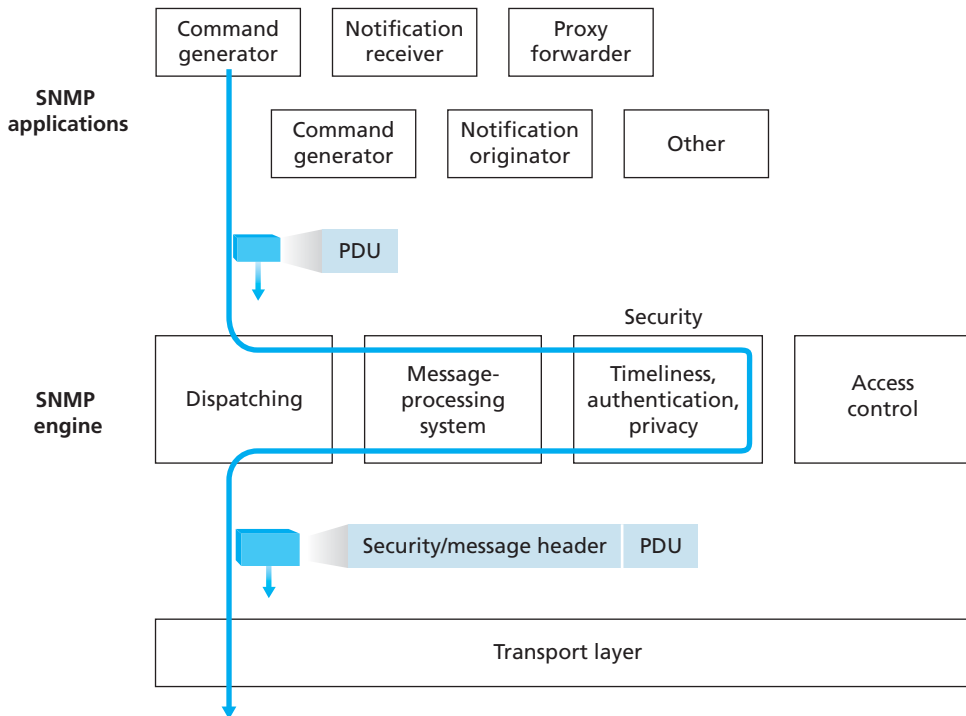 Command
generator
Notification
receiver
Proxy
forwarder
SNMP
applications
Command
generator
Notification
originator
Other
PDU
Security
SNMP
engine
Dispatching
Message-
processing
system
Timeliness,
authentication,
privacy
Access
control
Security/message header
PDU
Transport layer